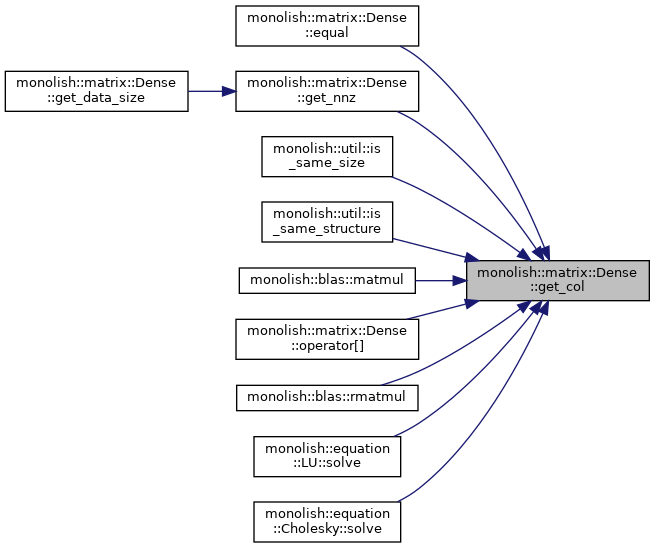 monolish::matrix::Dense
::equal
monolish::matrix::Dense
::get_data_size
monolish::matrix::Dense
::get_nnz
monolish::util::is
_same_size
monolish::util::is
_same_structure
monolish::matrix::Dense
::get_col
monolish::blas::matmul
monolish::matrix::Dense
::operator[]
monolish::blas::rmatmul
monolish::equation
::LU::solve
monolish::equation
::Cholesky::solve